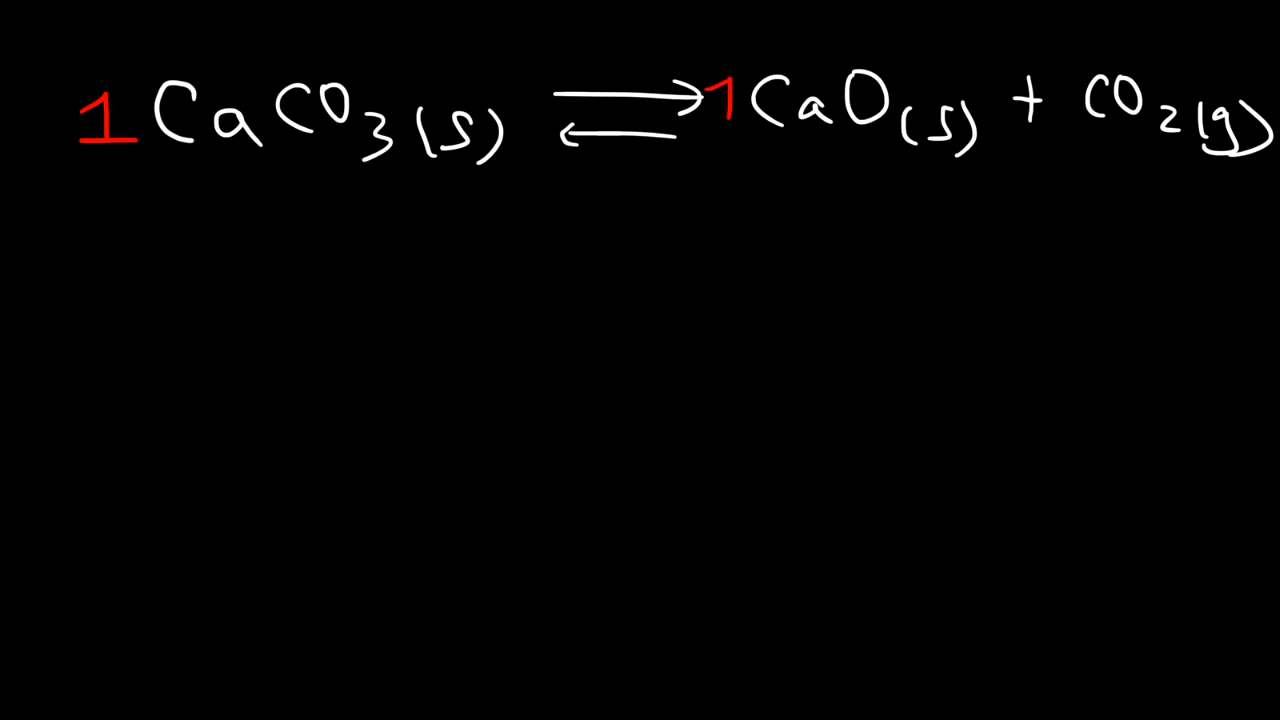 1 CaCO₃(s) ⇌ 1 CaO(s) + CO₂(g)